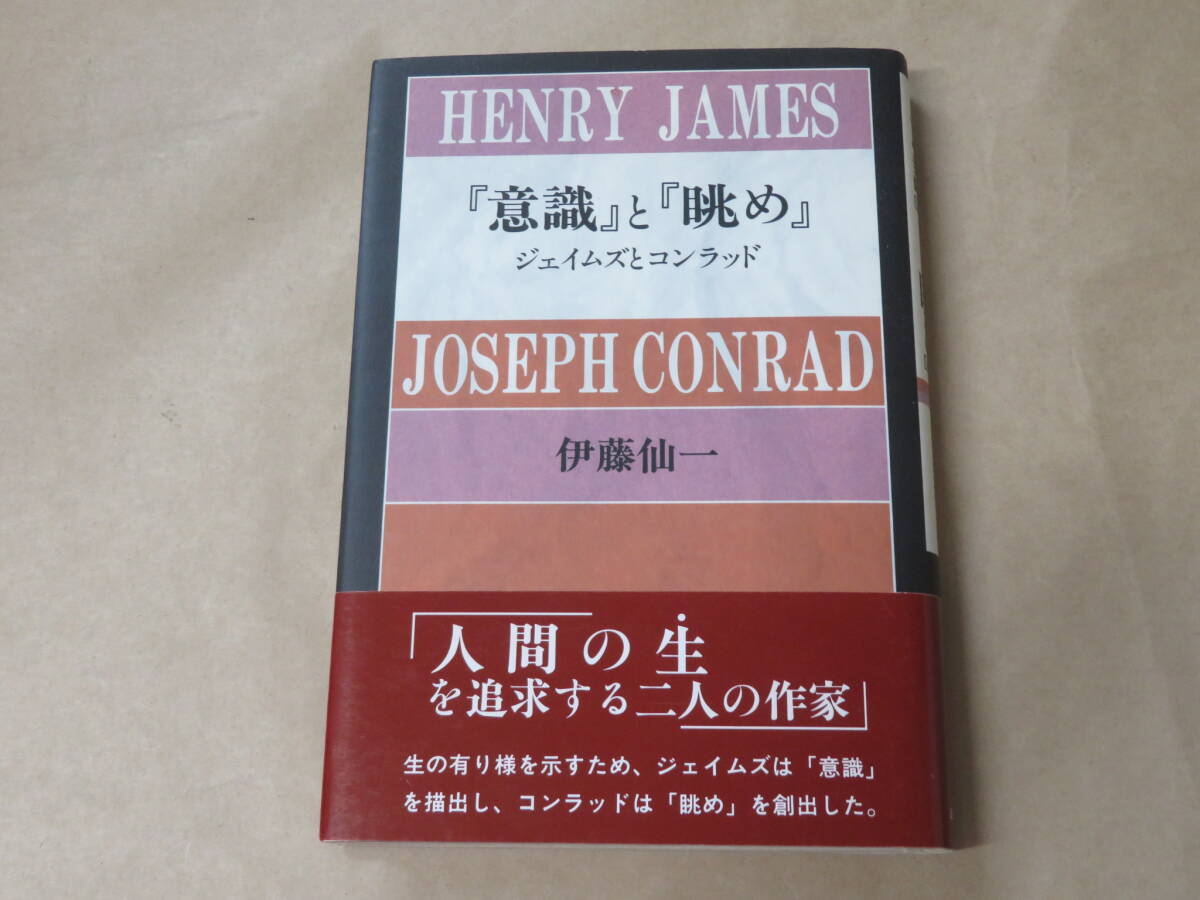 HENRY JAMES
『意識』と『眺め』
ジェイムズとコンラッド
JOSEPH CONRAD
伊藤仙一
「人間の生
を追求する二人の作家」
生の有り様を示すため、ジェイムズは「意識」
を描出し、コンラッドは「眺め」を創出した。